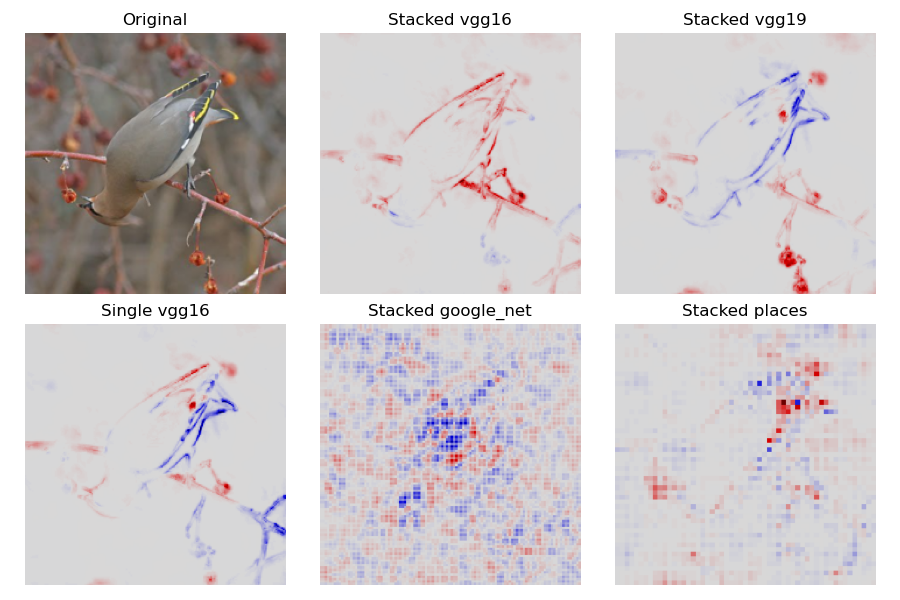 Original
Stacked vgg16
Stacked vgg19
Single vgg16
Stacked google_net
Stacked places